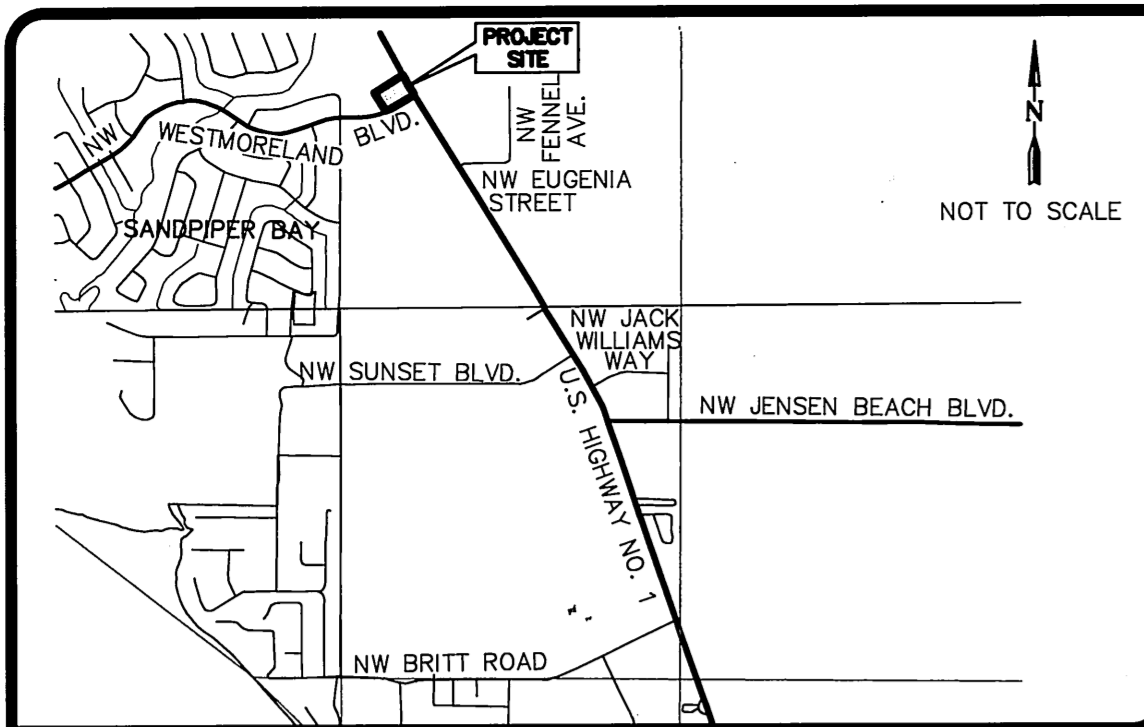 PROJECT
SITE
NW
WESTMORELAND
BLVD.
NW
FENNEL
AVE.
N
NW EUGENIA
STREET
NOT TO SCALE
SANDPIPER BAY
NW JACK
WILLIAMS
WAY
NW SUNSET BLVD.
U.S. HIGHWAY NO. 1
NW JENSEN BEACH BLVD.
NW BRITT ROAD